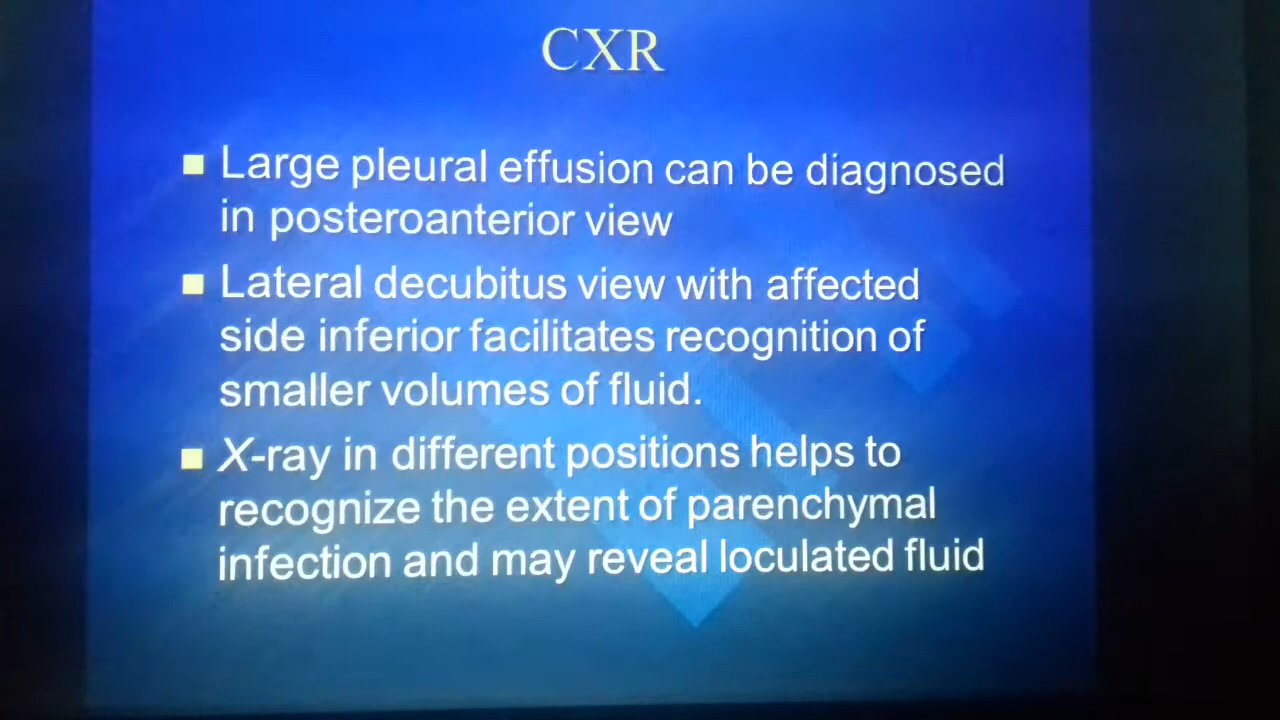 CXR
Large pleural effusion can be diagnosed
in posteroanterior view
Lateral decubitus view with affected
side inferior facilitates recognition of
smaller volumes of fluid.
X-ray in different positions helps to
recognize the extent of parenchymal
infection and may reveal loculated fluid